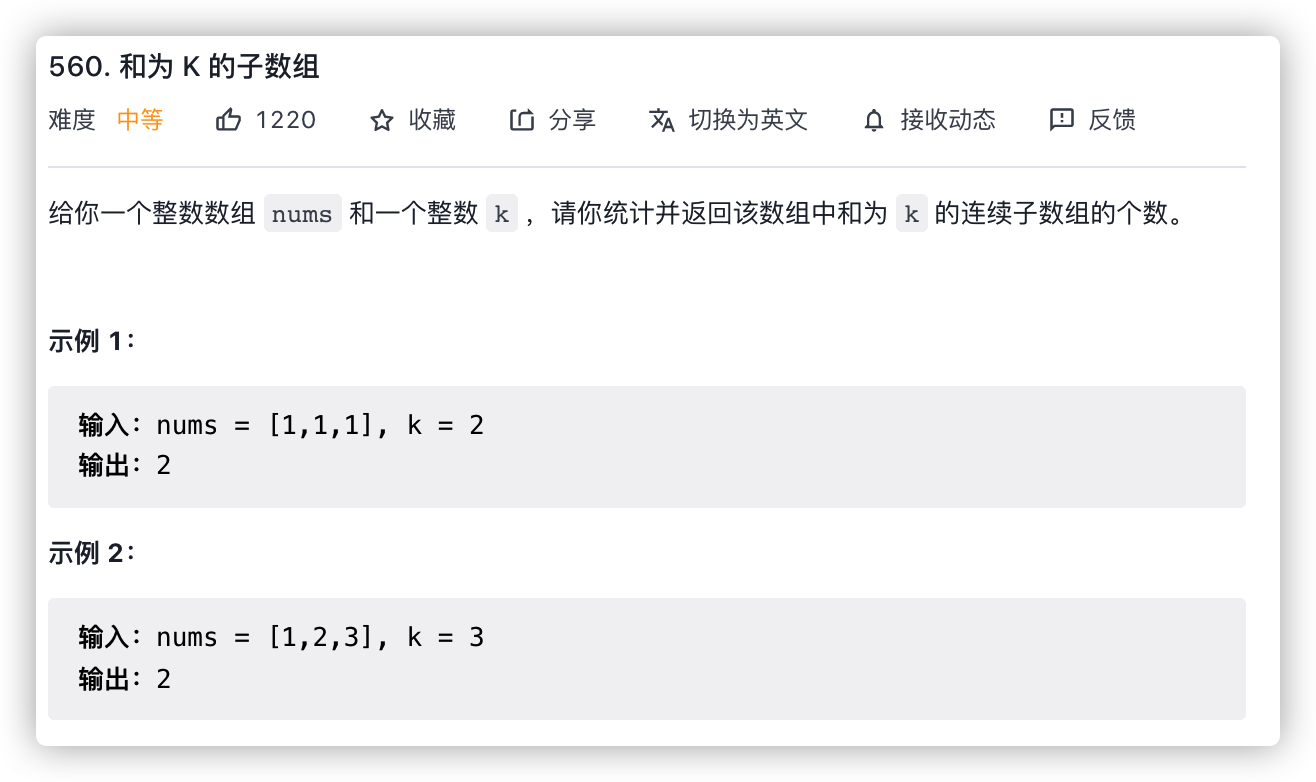 560. 和为 K 的子数组
难度 中等 1220 收藏 分享 切换为英文 接收动态 反馈
给你一个整数数组 nums 和一个整数 k ，请你统计并返回该数组中和为 k 的连续子数组的个数。
示例 1：
输入：nums = [1,1,1], k = 2
输出：2
示例 2：
输入：nums = [1,2,3], k = 3
输出：2